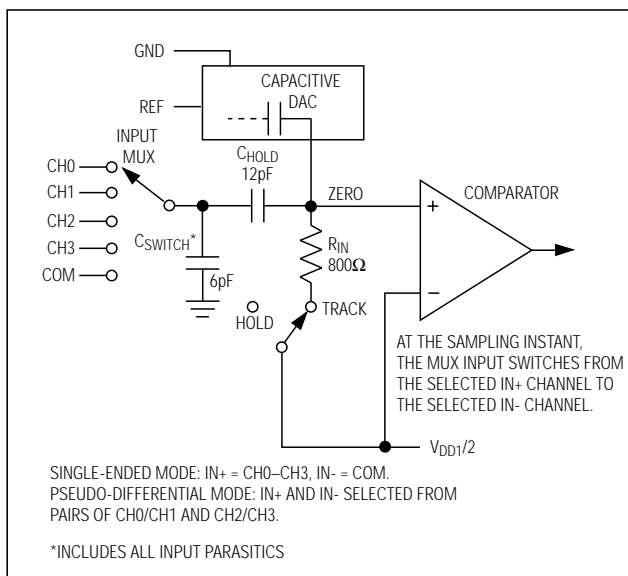 GND
CAPACITIVE
DAC
REF
INPUT
MUX
CHOLD
12pF
ZERO
COMPARATOR
CH0
CH1
CH2
CH3
COM
CSWITCH*
6pF
RIN
800Ω
+
−
HOLD
TRACK
AT THE SAMPLING INSTANT,
THE MUX INPUT SWITCHES FROM
THE SELECTED IN+ CHANNEL TO
THE SELECTED IN- CHANNEL.
VDD1/2
SINGLE-ENDED MODE: IN+ = CH0–CH3, IN- = COM.
PSEUDO-DIFFERENTIAL MODE: IN+ AND IN- SELECTED FROM
PAIRS OF CH0/CH1 AND CH2/CH3.
*INCLUDES ALL INPUT PARASITICS